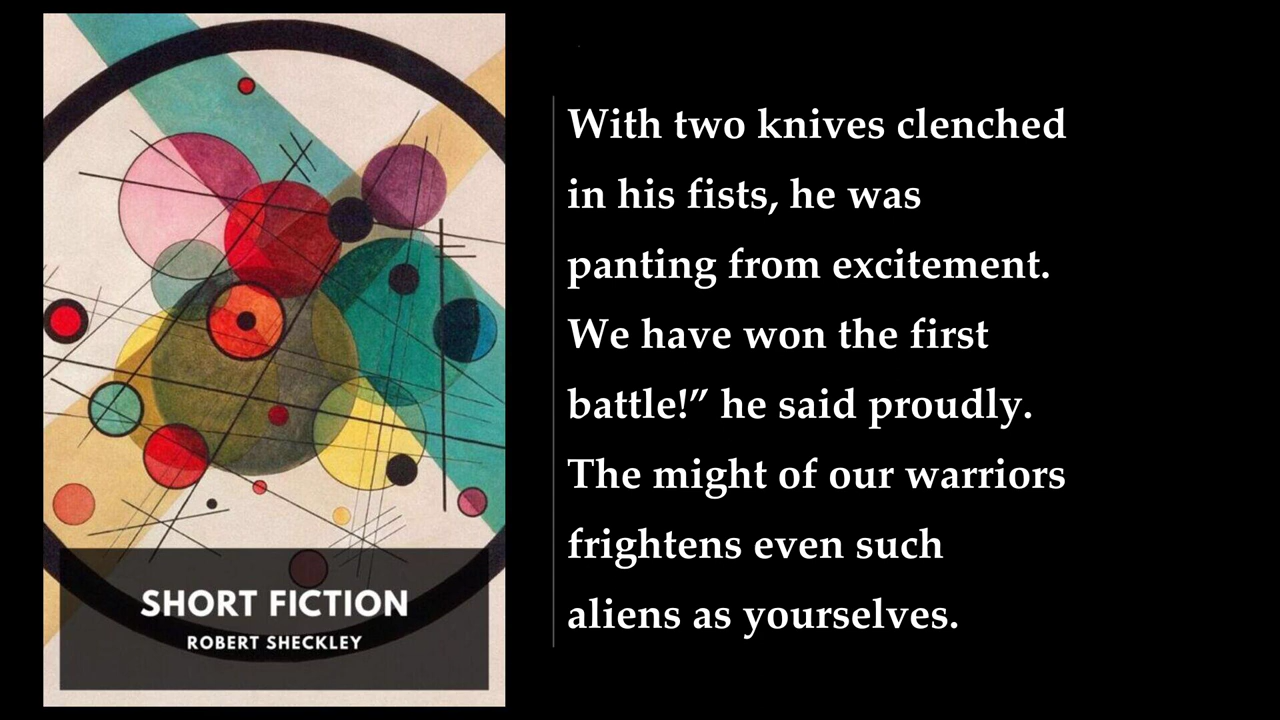 SHORT FICTION
ROBERT SHECKLEY
With two knives clenched
in his fists, he was
panting from excitement.
We have won the first
battle!” he said proudly.
The might of our warriors
frightens even such
aliens as yourselves.